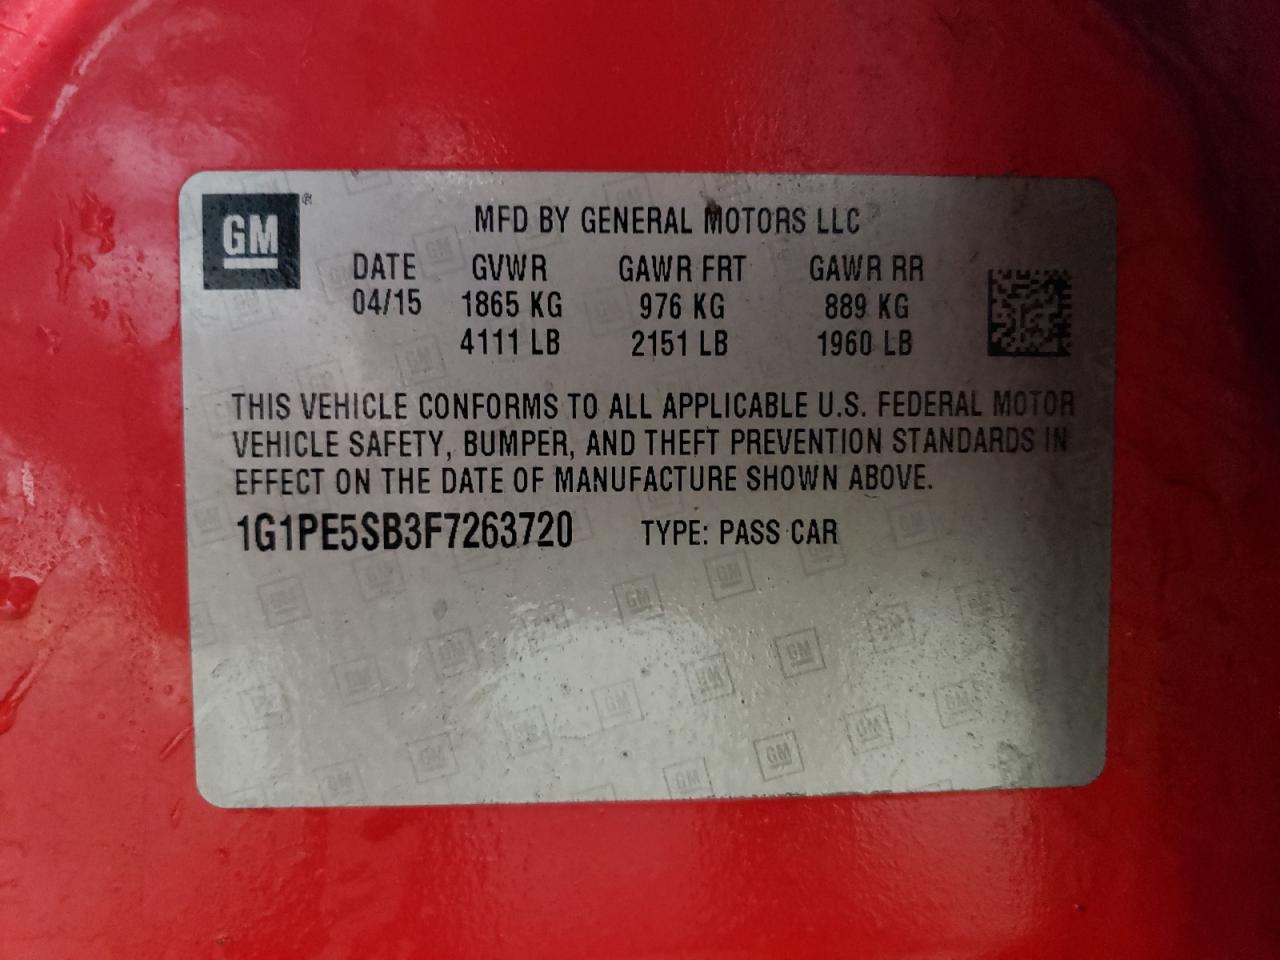 GM ®
MFD BY GENERAL MOTORS LLC
DATE GVWR GAWR FRT GAWR RR
04/15 1865 KG 976 KG 889 KG
4111 LB 2151 LB 1960 LB
THIS VEHICLE CONFORMS TO ALL APPLICABLE U.S. FEDERAL MOTOR
VEHICLE SAFETY, BUMPER, AND THEFT PREVENTION STANDARDS IN
EFFECT ON THE DATE OF MANUFACTURE SHOWN ABOVE.
1G1PE5SB3F7263720 TYPE: PASS CAR